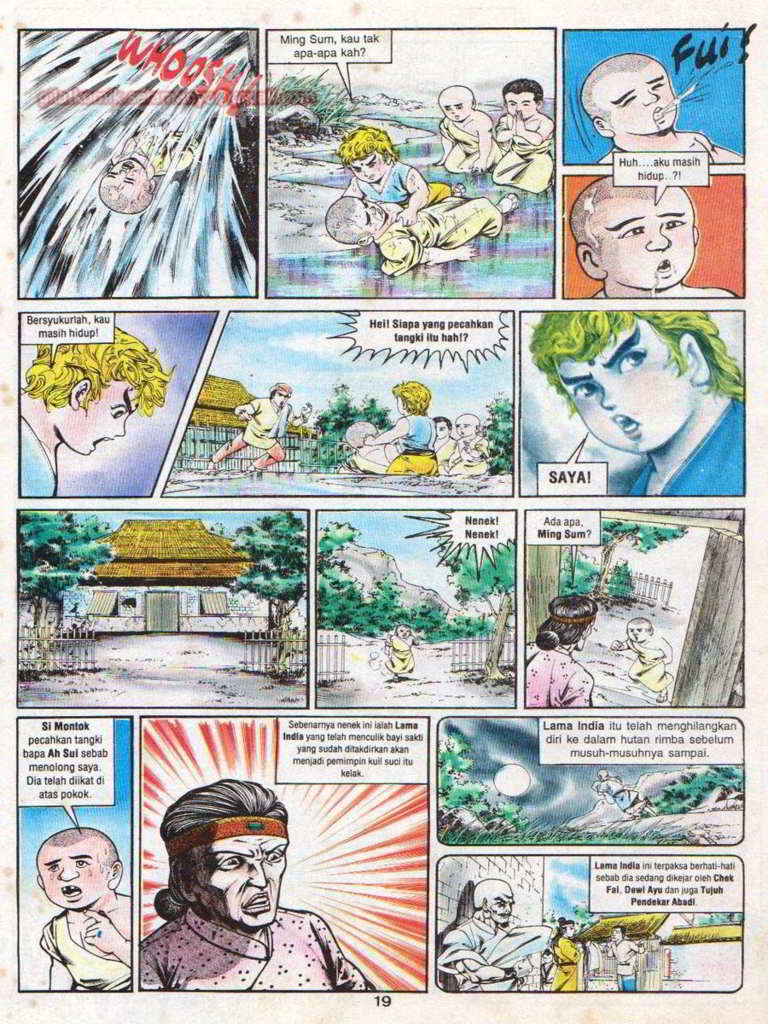 WHOOSH!
Ming Sum, kau tak
apa-apa kah?
FUI!
Huh....aku masih
hidup..?!
Bersyukurlah, kau
masih hidup!
Hei! Siapa yang pecahkan
tangki itu hah!?
SAYA!
Nenek!
Nenek!
Ada apa,
Ming Sum?
Si Montok
pecahkan tangki
bapa Ah Sui sebab
menolong saya.
Dia telah diikat di
atas pokok.
Sebenarnya nenek ini ialah Lama
India yang telah menculik bayi sakti
yang sudah ditakdirkan akan
menjadi pemimpin kuil suci itu
kelak.
Lama India itu telah menghilangkan
diri ke dalam hutan rimba sebelum
musuh-musuhnya sampai.
Lama India ini terpaksa berhati-hati
sebab dia sedang dikejar oleh Chek
Fai, Dewi Ayu dan juga Tujuh
Pendekar Abadi.
19